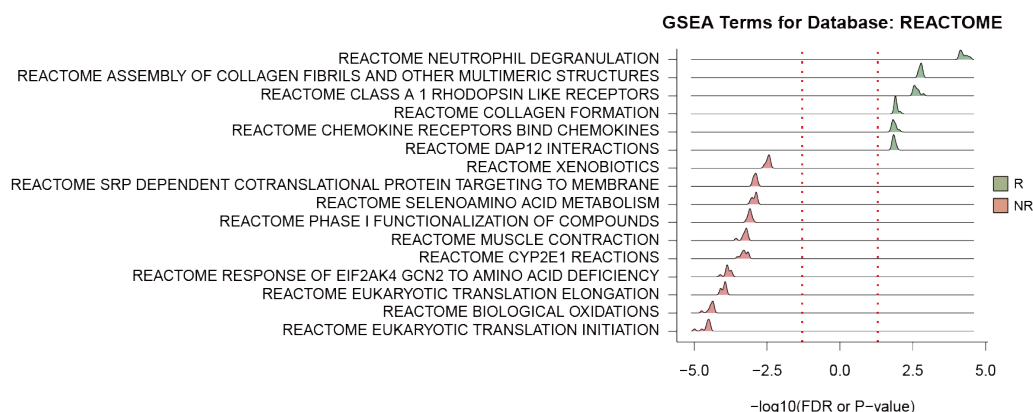 GSEA Terms for Database: REACTOME
REACTOME NEUTROPHIL DEGRANULATION
REACTOME ASSEMBLY OF COLLAGEN FIBRILS AND OTHER MULTIMERIC STRUCTURES
REACTOME CLASS A 1 RHODOPSIN LIKE RECEPTORS
REACTOME COLLAGEN FORMATION
REACTOME CHEMOKINE RECEPTORS BIND CHEMOKINES
REACTOME DAP12 INTERACTIONS
REACTOME XENOBIOTICS
REACTOME SRP DEPENDENT COTRANSLATIONAL PROTEIN TARGETING TO MEMBRANE
REACTOME SELENOAMINO ACID METABOLISM
REACTOME PHASE I FUNCTIONALIZATION OF COMPOUNDS
REACTOME MUSCLE CONTRACTION
REACTOME CYP2E1 REACTIONS
REACTOME RESPONSE OF EIF2AK4 GCN2 TO AMINO ACID DEFICIENCY
REACTOME EUKARYOTIC TRANSLATION ELONGATION
REACTOME BIOLOGICAL OXIDATIONS
REACTOME EUKARYOTIC TRANSLATION INITIATION
R
NR
−5.0 −2.5 0.0 2.5 5.0
−log10(FDR or P−value)